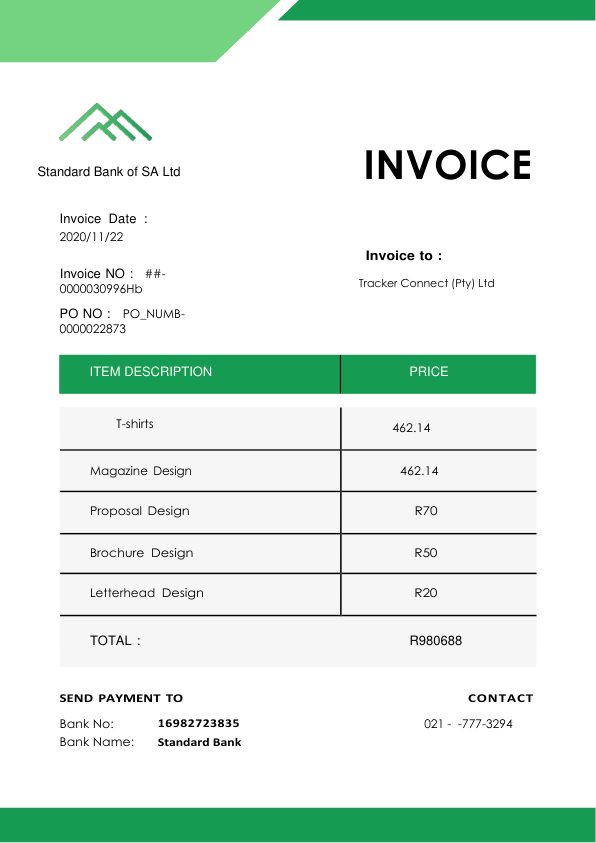 Standard Bank of SA Ltd
INVOICE
Invoice Date :
2020/11/22
Invoice to :
Tracker Connect (Pty) Ltd
Invoice NO : ##-
0000030996Hb
PO NO : PO_NUMB-
0000022873
ITEM DESCRIPTION PRICE
T-shirts 462.14
Magazine Design 462.14
Proposal Design R70
Brochure Design R50
Letterhead Design R20
TOTAL : R980688
SEND PAYMENT TO CONTACT
Bank No: 16982723835 021 - -777-3294
Bank Name: Standard Bank